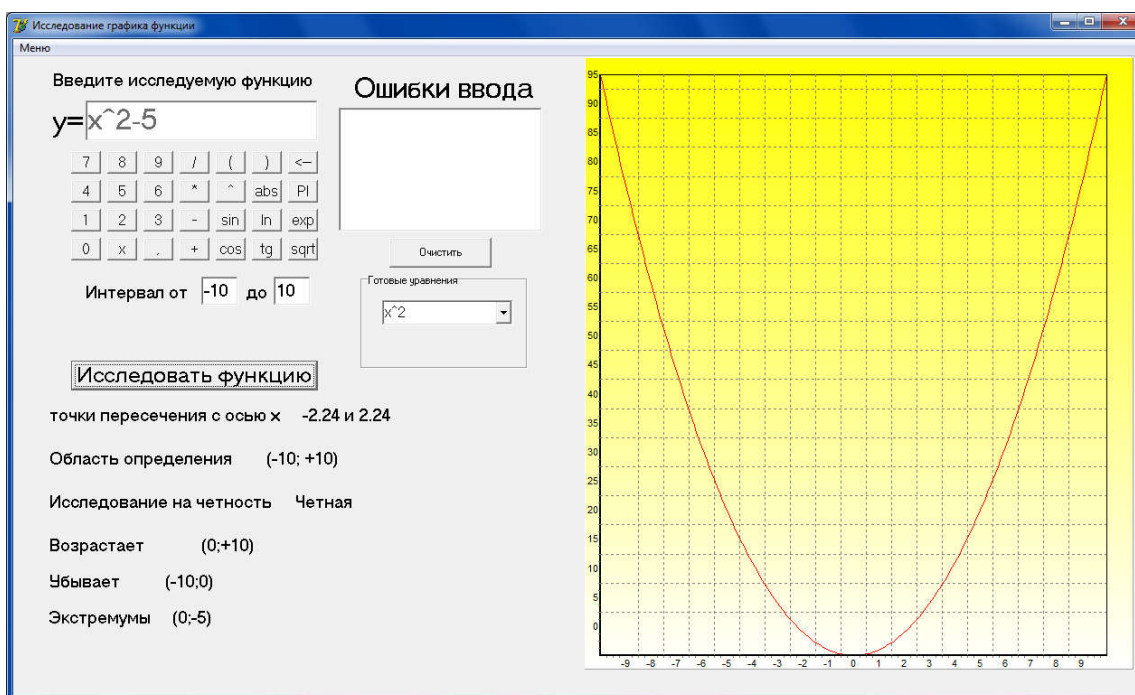 Исследование графика функции
Меню
Введите исследуемую функцию
y= x^2-5
7 8 9 / ( ) <--
4 5 6 * ^ abs PI
1 2 3 - sin ln exp
0 x , + cos tg sqrt
Интервал от -10 до 10
Ошибки ввода
Очистить
Готовые уравнения
x^2
Исследовать функцию
точки пересечения с осью x -2.24 и 2.24
Область определения (-10; +10)
Исследование на четность Четная
Возрастает (0;+10)
Убывает (-10;0)
Экстремумы (0;-5)
95
90
85
80
75
70
65
60
55
50
45
40
35
30
25
20
15
10
5
0
-9 -8 -7 -6 -5 -4 -3 -2 -1 0 1 2 3 4 5 6 7 8 9